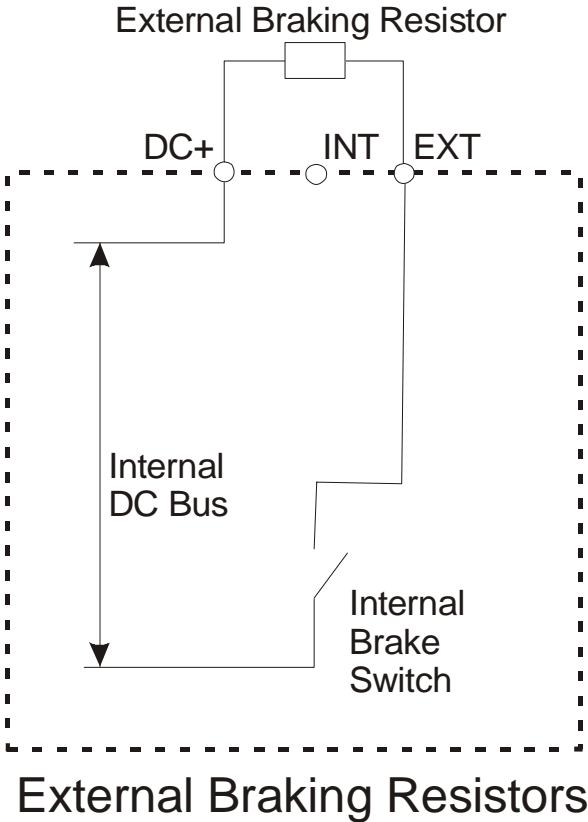 External Braking Resistor
DC+ INT EXT
Internal
DC Bus
Internal
Brake
Switch
External Braking Resistors